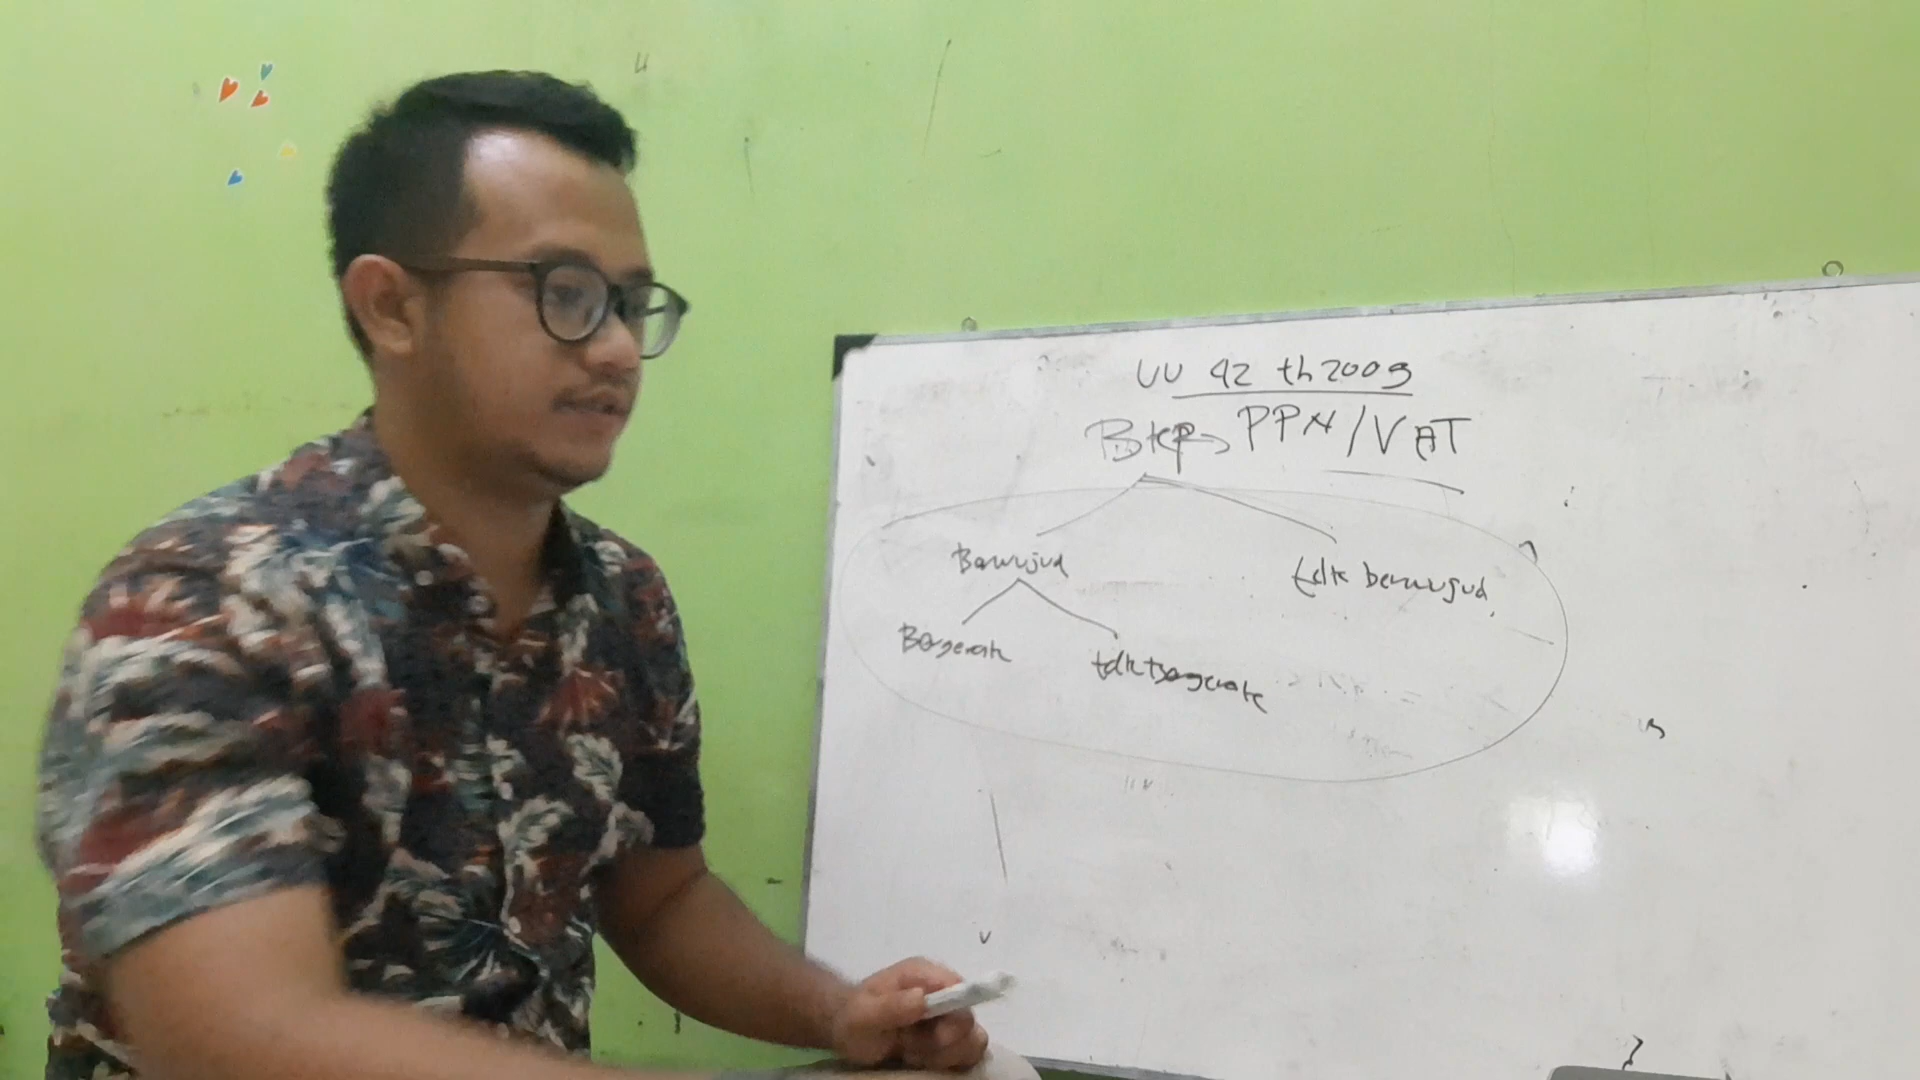 UU 42 th 2009
BKP → PPN/VAT
Berwujud
tdk berwujud
Bergerak
tdk bergerak